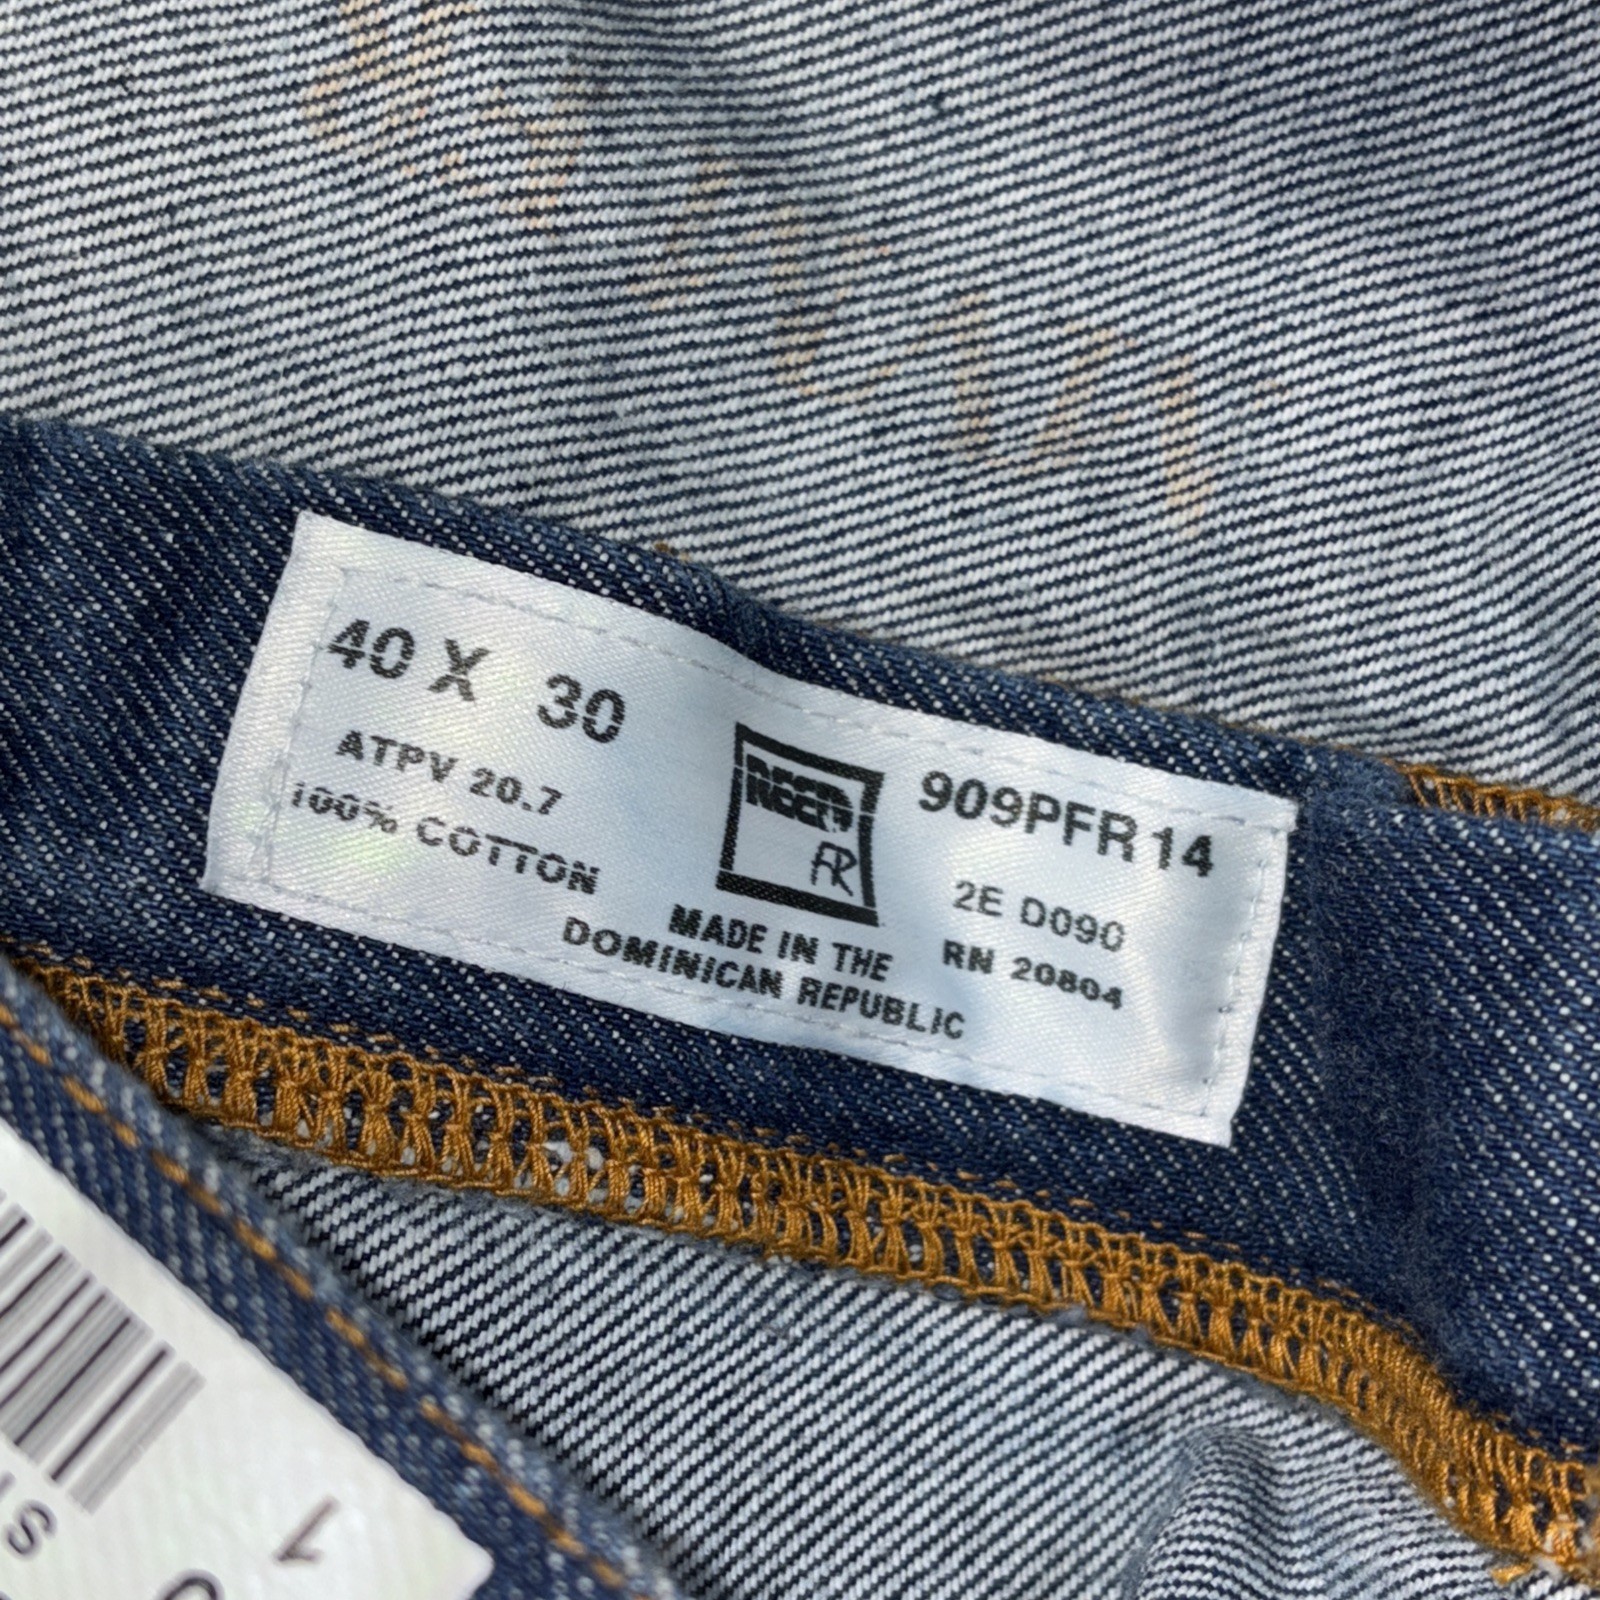 40 X 30
ATPV 20.7
100% COTTON
REED
FR
MADE IN THE
DOMINICAN REPUBLIC
909PFR14
2E D090
RN 20804
1